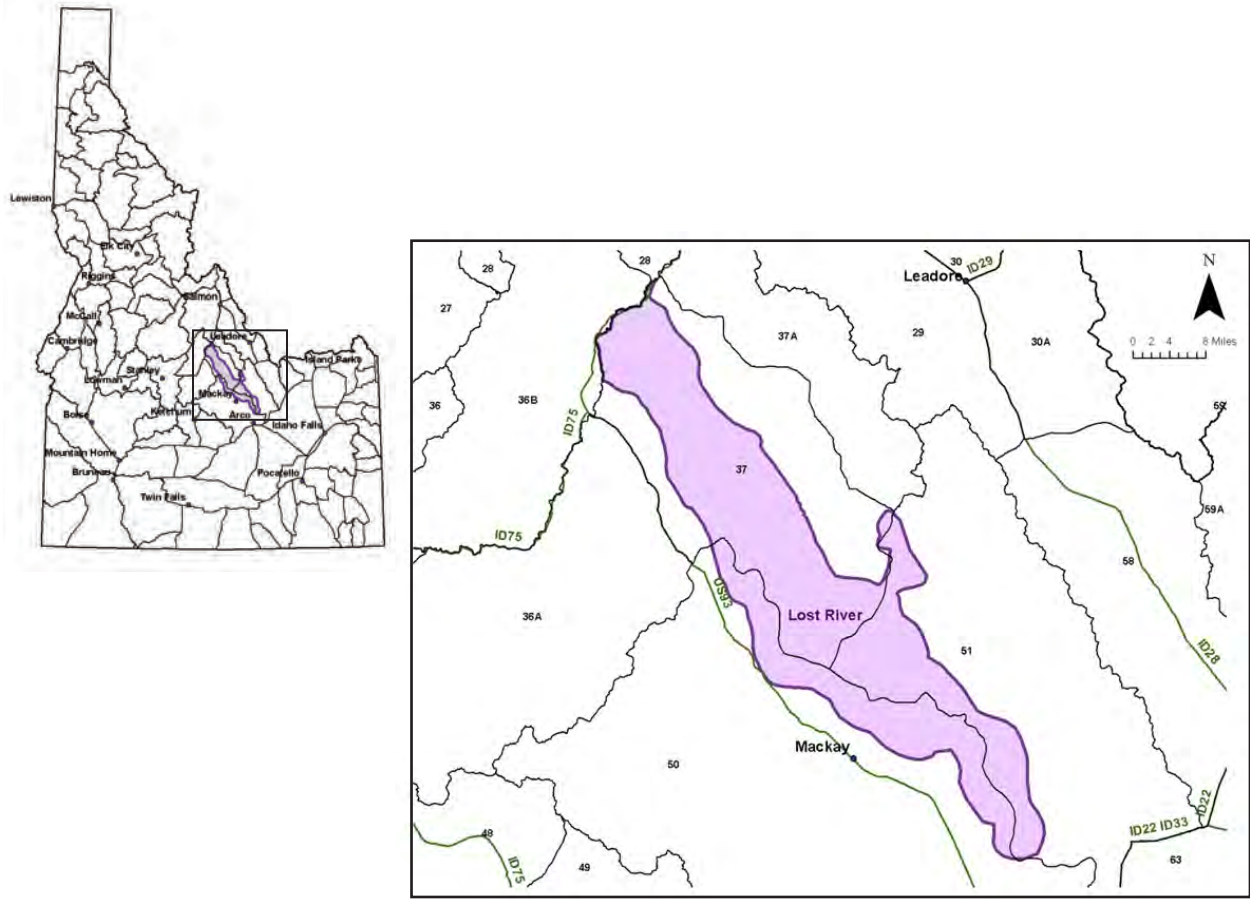 Lewiston
Elk City
Riggins
Salmon
McCall
Leadore
Cambridge
Island Park
Stanley
Lowman
Mackay
Ketchum
Arco
Boise
Idaho Falls
Mountain Home
Bruneau
Pocatello
Twin Falls
28
28
30
ID29
Leadore
N
27
37A
29
30A
0 2 4 8 Miles
36
36B
59
ID75
37
59A
ID75
58
US93
36A
Lost River
51
ID28
Mackay
50
ID22
ID22 ID33
48
ID75
49
63